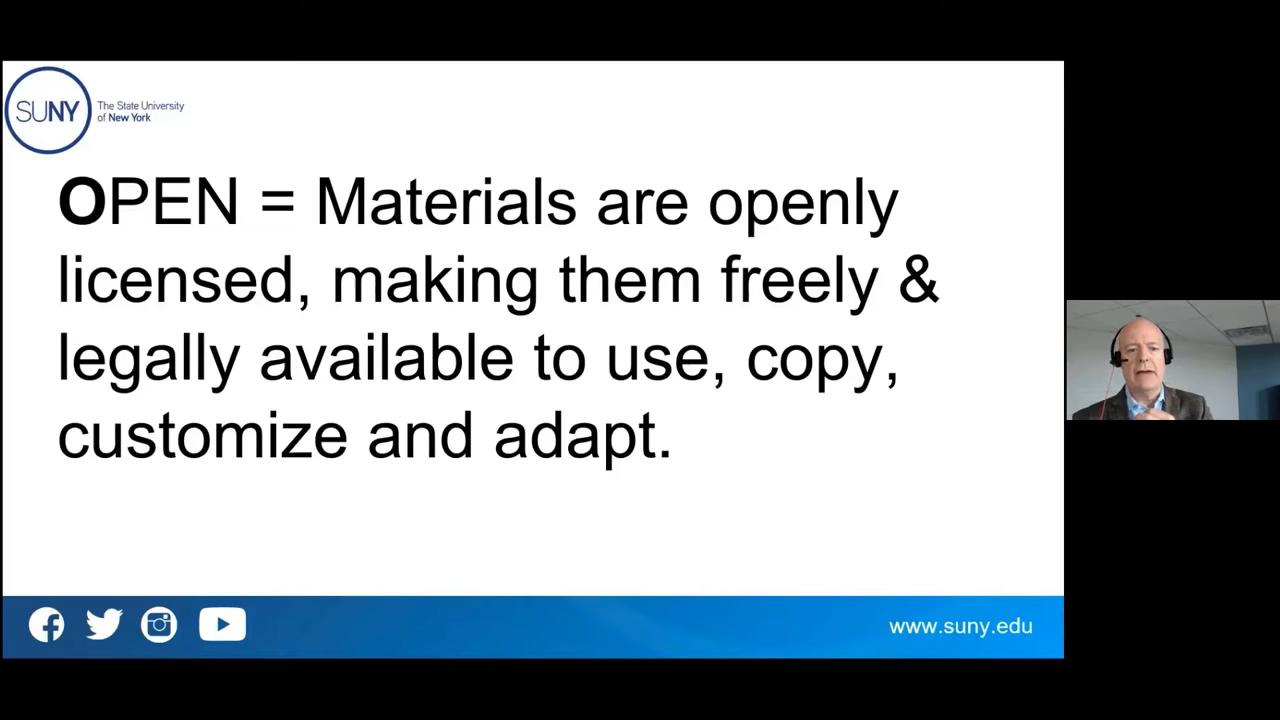 SUNY
The State University
of New York
OPEN = Materials are openly
licensed, making them freely &
legally available to use, copy,
customize and adapt.
www.suny.edu